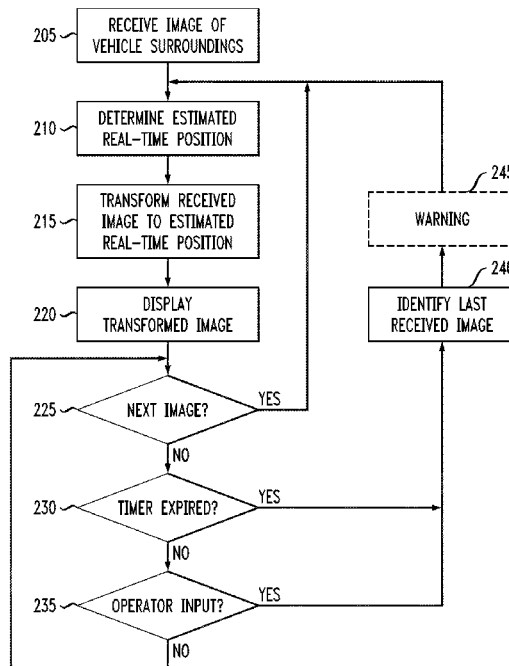 205
RECEIVE IMAGE OF
VEHICLE SURROUNDINGS
210
DETERMINE ESTIMATED
REAL-TIME POSITION
215
TRANSFORM RECEIVED
IMAGE TO ESTIMATED
REAL-TIME POSITION
245
WARNING
240
IDENTIFY LAST
RECEIVED IMAGE
220
DISPLAY
TRANSFORMED IMAGE
225
NEXT IMAGE?
YES
NO
230
TIMER EXPIRED?
YES
NO
235
OPERATOR INPUT?
YES
NO